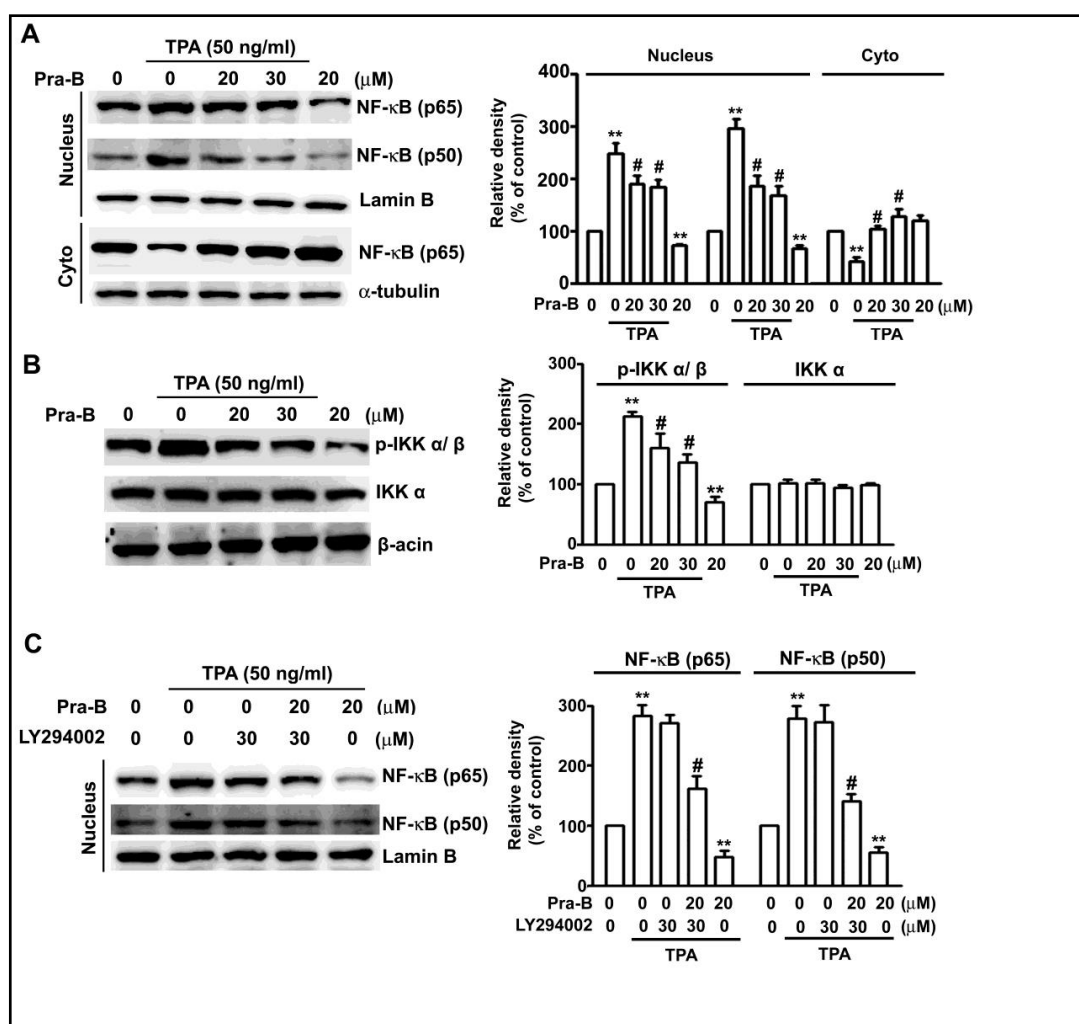 A
TPA (50 ng/ml)
Pra-B 0 0 20 30 20 (μM)
Nucleus
NF-κB (p65)
NF-κB (p50)
Lamin B
Cyto
NF-κB (p65)
α-tubulin
Nucleus Cyto
Relative density
(% of control)
400
300
200
100
0
** # # ** ** # # ** ** # #
Pra-B 0 0 20 30 20 0 0 20 30 20 0 0 20 30 20 (μM)
TPA TPA TPA
B
TPA (50 ng/ml)
Pra-B 0 0 20 30 20 (μM)
p-IKK α/ β
IKK α
β-acin
p-IKK α/ β IKK α
Relative density
(% of control)
300
200
100
0
** # # **
Pra-B 0 0 20 30 20 0 0 20 30 20 (μM)
TPA TPA
C
TPA (50 ng/ml)
Pra-B 0 0 0 20 20 (μM)
LY294002 0 0 30 30 0 (μM)
Nucleus
NF-κB (p65)
NF-κB (p50)
Lamin B
NF-κB (p65) NF-κB (p50)
Relative density
(% of control)
300
200
100
0
** # ** ** # **
Pra-B 0 0 0 20 20 0 0 0 20 20 (μM)
LY294002 0 0 30 30 0 0 0 30 30 0 (μM)
TPA TPA